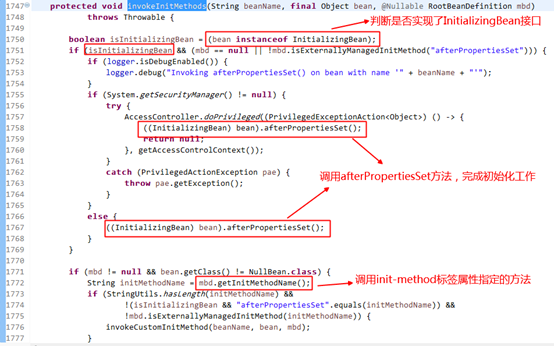 1747 protected void invokeInitMethods(String beanName, final Object bean, @Nullable RootBeanDefinition mbd)
1748 throws Throwable {
1749
1750 boolean isInitializingBean = (bean instanceof InitializingBean);
判断是否实现了InitializingBean接口
1751 if (isInitializingBean && (mbd == null || !mbd.isExternallyManagedInitMethod("afterPropertiesSet"))) {
1752 if (logger.isDebugEnabled()) {
1753 logger.debug("Invoking afterPropertiesSet() on bean with name '" + beanName + "'");
1754 }
1755 if (System.getSecurityManager() != null) {
1756 try {
1757 AccessController.doPrivileged((PrivilegedExceptionAction<Object>) () -> {
1758 ((InitializingBean) bean).afterPropertiesSet();
1759 return null;
1760 }, getAccessControlContext());
1761 }
调用afterPropertiesSet方法，完成初始化工作
1762 catch (PrivilegedActionException pae) {
1763 throw pae.getException();
1764 }
1765 }
1766 else {
1767 ((InitializingBean) bean).afterPropertiesSet();
1768 }
1769 }
1770
1771 if (mbd != null && bean.getClass() != NullBean.class) {
1772 String initMethodName = mbd.getInitMethodName();
调用init-method标签属性指定的方法
1773 if (StringUtils.hasLength(initMethodName) &&
1774 !(isInitializingBean && "afterPropertiesSet".equals(initMethodName)) &&
1775 !mbd.isExternallyManagedInitMethod(initMethodName)) {
1776 invokeCustomInitMethod(beanName, bean, mbd);
1777 }